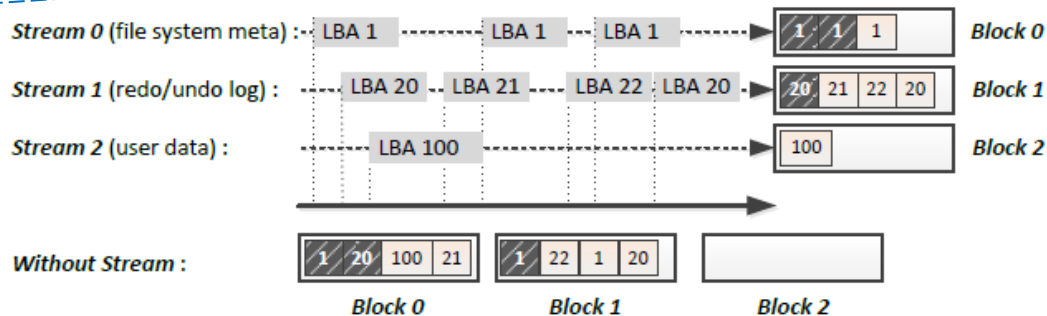 Stream 0 (file system meta) : LBA 1 LBA 1 LBA 1 1 1 1 Block 0
Stream 1 (redo/undo log) : LBA 20 LBA 21 LBA 22 LBA 20 20 21 22 20 Block 1
Stream 2 (user data) : LBA 100 100 Block 2
Without Stream : 1 20 100 21 1 22 1 20
Block 0 Block 1 Block 2